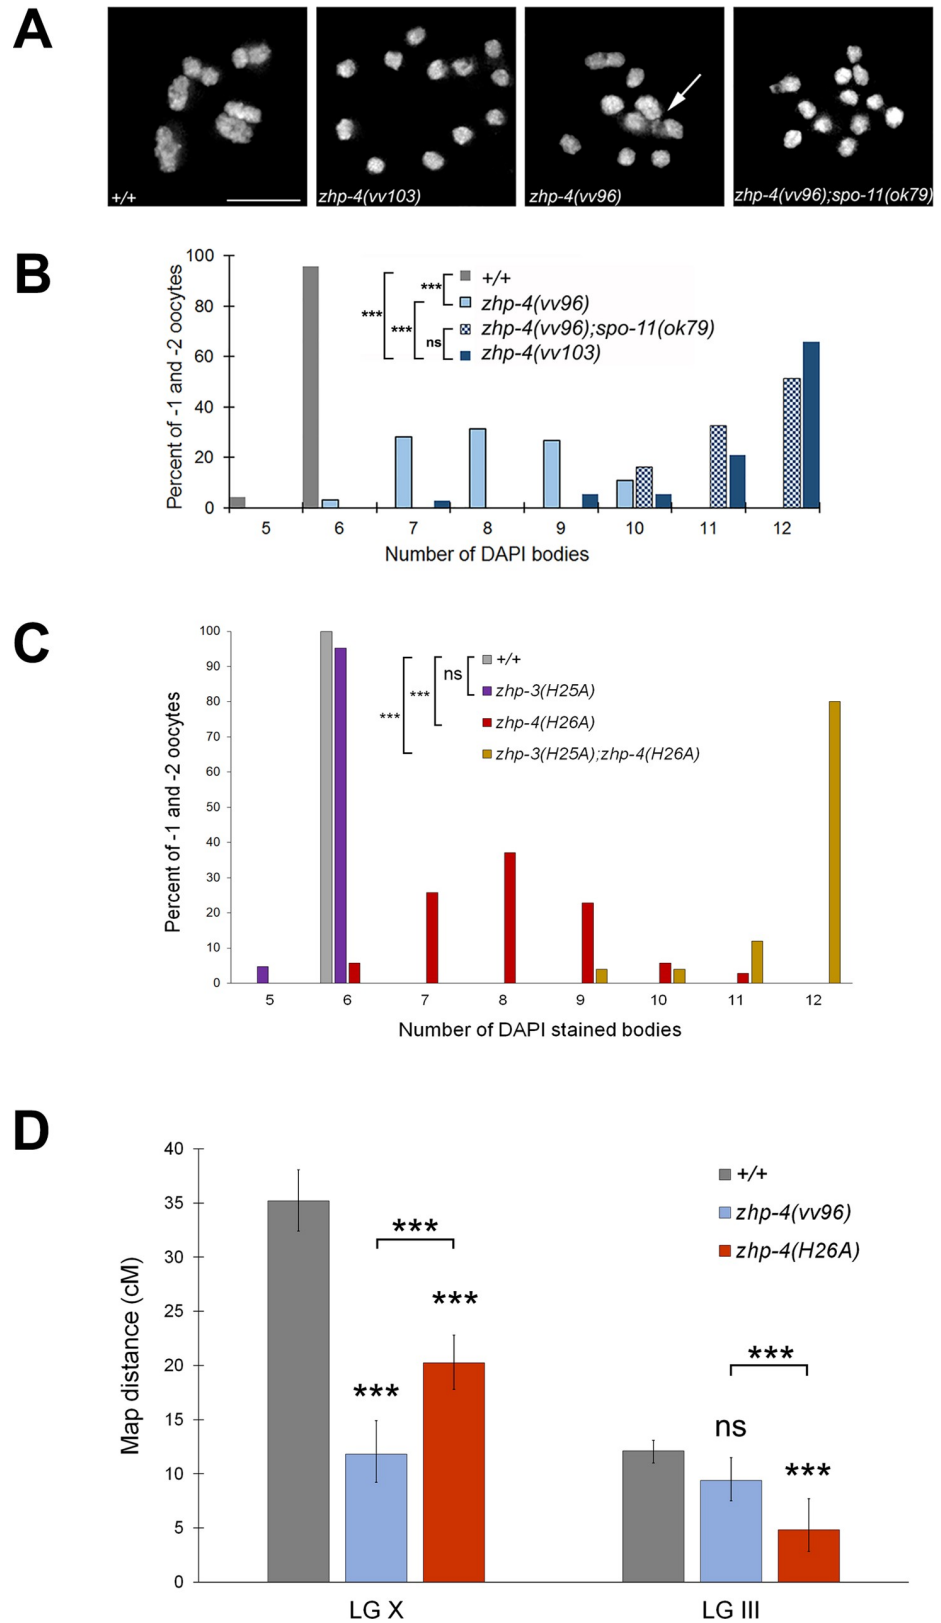 A
+/+
zhp-4(vv103)
zhp-4(vv96)
zhp-4(vv96);spo-11(ok79)
B
Percent of -1 and -2 oocytes
100
80
60
40
20
0
5 6 7 8 9 10 11 12
Number of DAPI bodies
*** *** *** ns
+/+
zhp-4(vv96)
zhp-4(vv96);spo-11(ok79)
zhp-4(vv103)
C
Percent of -1 and -2 oocytes
100
90
80
70
60
50
40
30
20
10
0
5 6 7 8 9 10 11 12
Number of DAPI stained bodies
*** *** ns
+/+
zhp-3(H25A)
zhp-4(H26A)
zhp-3(H25A);zhp-4(H26A)
D
Map distance (cM)
40
35
30
25
20
15
10
5
0
***
***
***
***
ns
***
+/+
zhp-4(vv96)
zhp-4(H26A)
LG X LG III